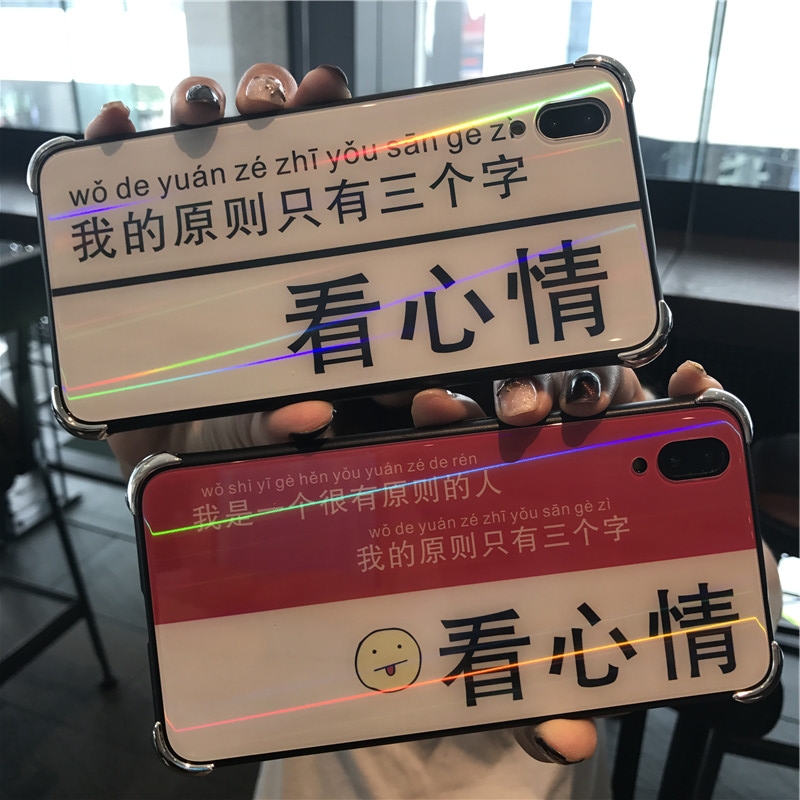 wǒ de yuán zé zhī yǒu sān ge zì
我的原则只有三个字
看心情
wǒ shì yī gè hěn yǒu yuán zé de rén
我是一个很有原则的人
wǒ de yuán zé zhī yǒu sān gè zì
我的原则只有三个字
看心情